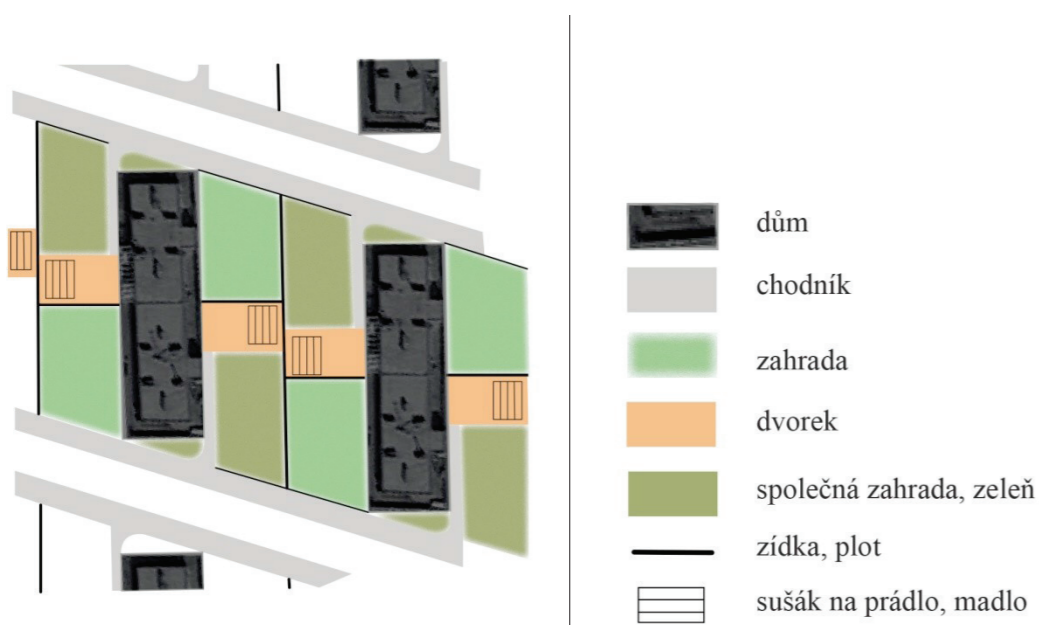 dům
chodník
zahrada
dvorek
společná zahrada, zeleň
zídka, plot
sušák na prádlo, madlo